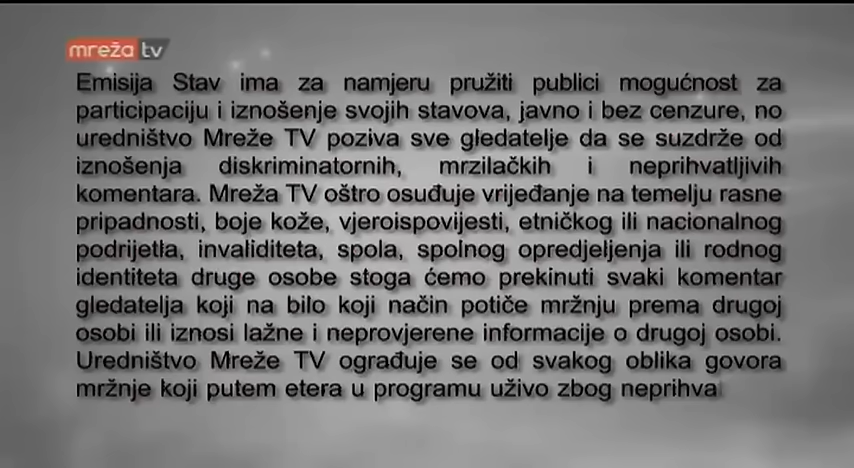 mreža tv
Emisija Stav ima za namjeru pružiti publici mogućnost za
participaciju i iznošenje svojih stavova, javno i bez cenzure, no
uredništvo Mreže TV poziva sve gledatelje da se suzdrže od
iznošenja diskriminatornih, mrzilačkih i neprihvatljivih
komentara. Mreža TV oštro osuđuje vrijeđanje na temelju rasne
pripadnosti, boje kože, vjeroispovijesti, etničkog ili nacionalnog
podrijetla, invaliditeta, spola, spolnog opredjeljenja ili rodnog
identiteta druge osobe stoga ćemo prekinuti svaki komentar
gledatelja koji na bilo koji način potiče mržnju prema drugoj
osobi ili iznosi lažne i neprovjerene informacije o drugoj osobi.
Uredništvo Mreže TV ograđuje se od svakog oblika govora
mržnje koji putem etera u programu uživo zbog neprihva